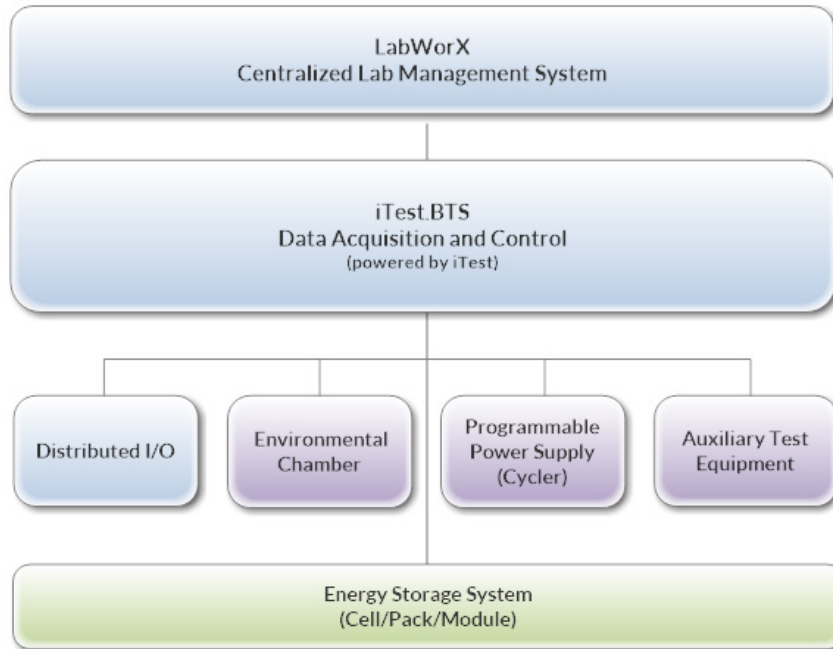 LabWorX
Centralized Lab Management System
iTest.BTS
Data Acquisition and Control
(powered by iTest)
Distributed I/O
Environmental
Chamber
Programmable
Power Supply
(Cycler)
Auxiliary Test
Equipment
Energy Storage System
(Cell/Pack/Module)